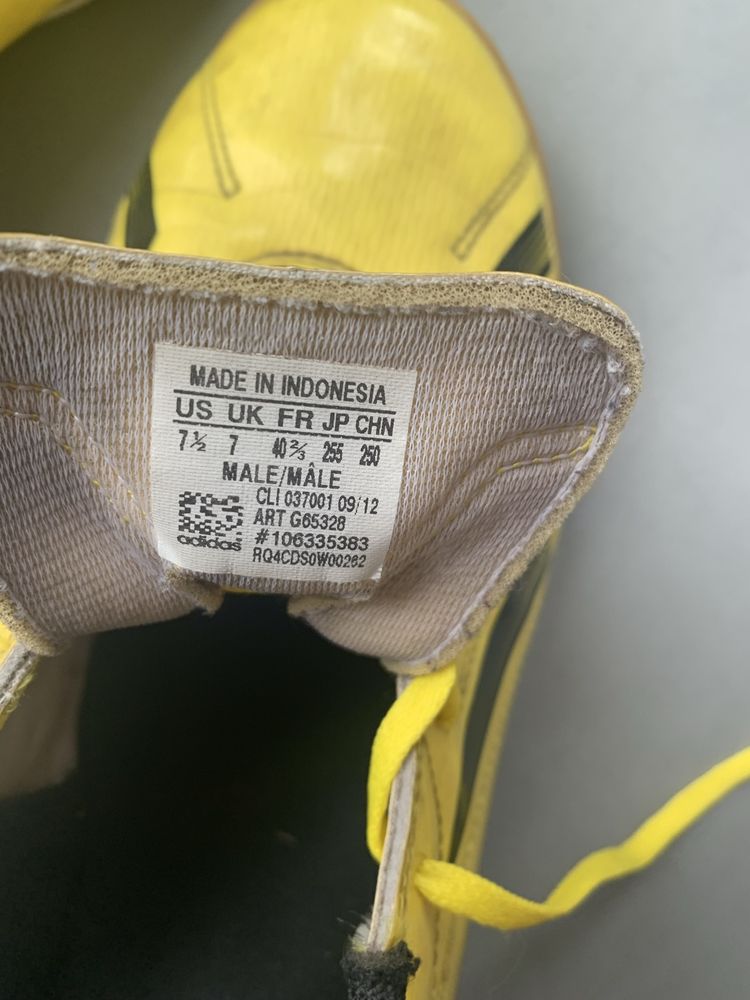 MADE IN INDONESIA
US UK FR JP CHN
7½ 7 40⅔ 255 250
MALE/MÂLE
CLI 037001 09/12
ART G65328
#106335383
adidas
RQ4CDS0W00262